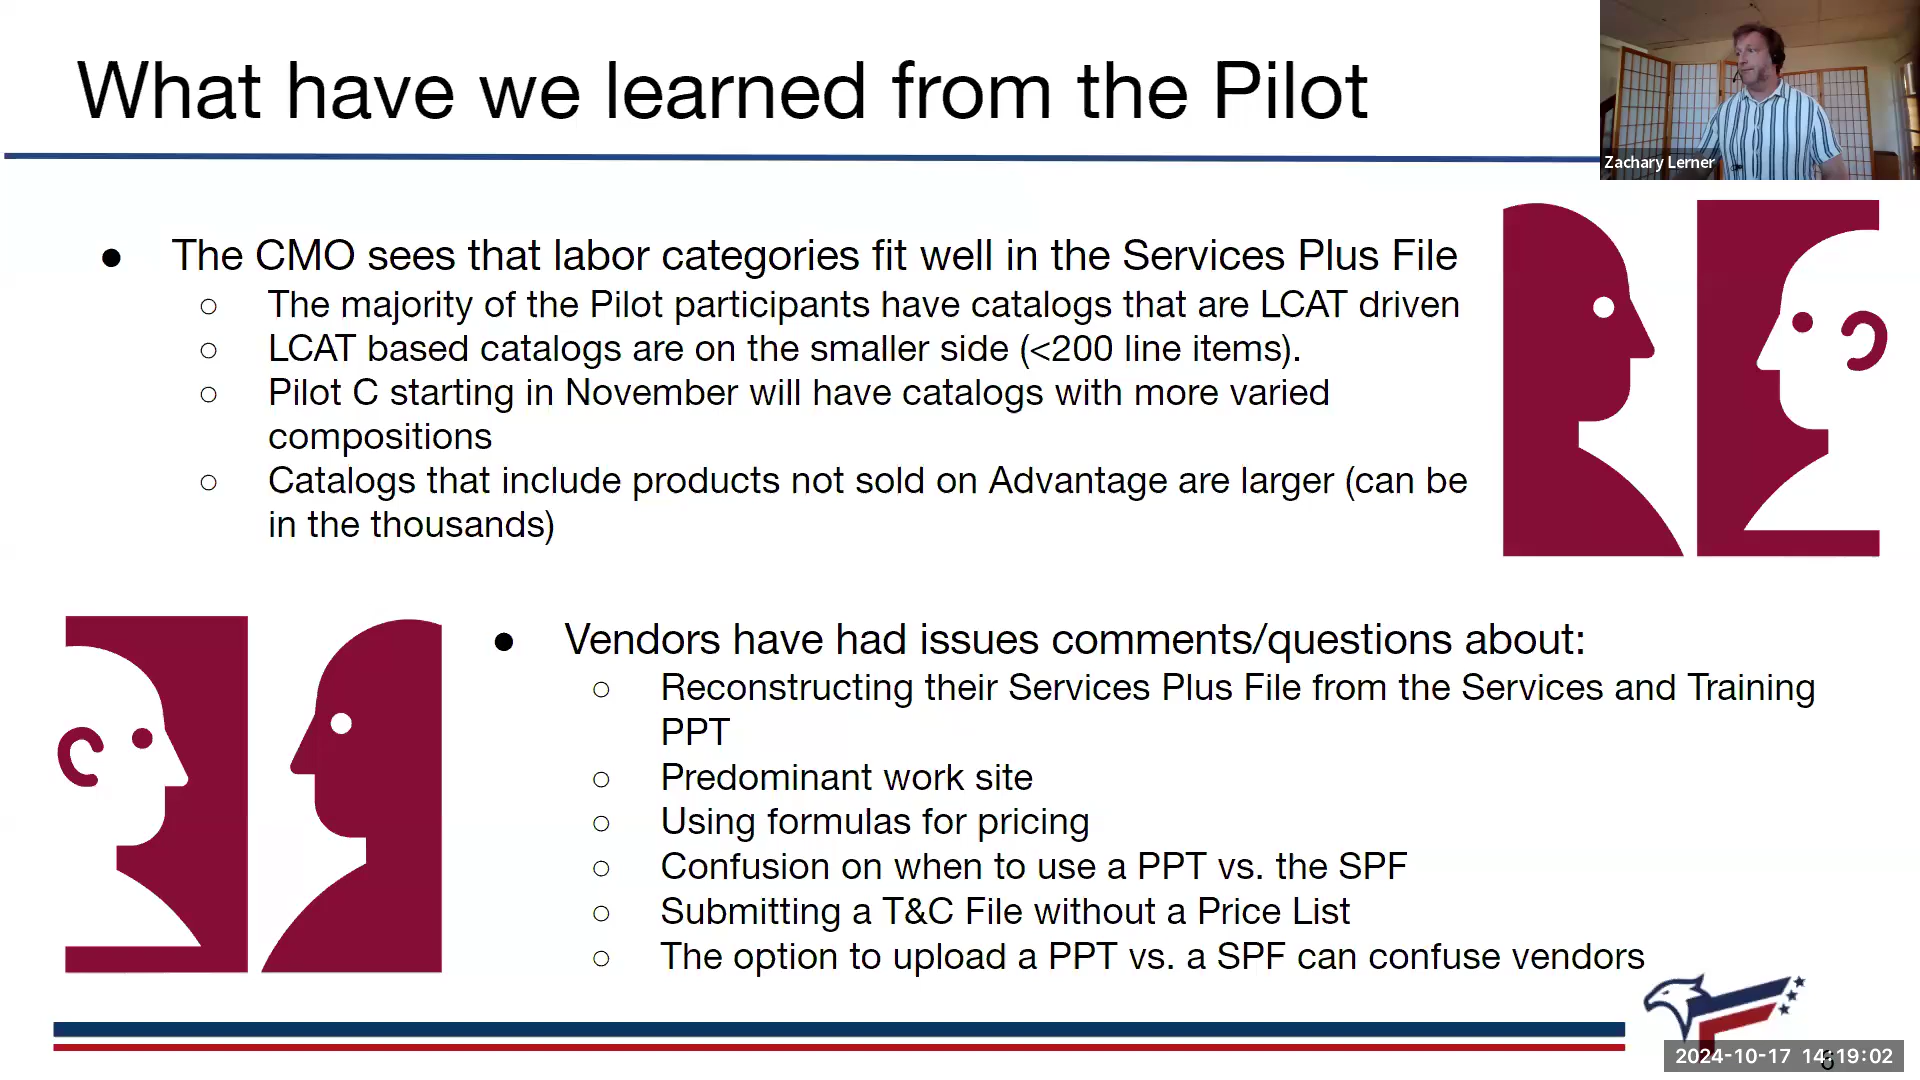 What have we learned from the Pilot
Zachary Lerner
● The CMO sees that labor categories fit well in the Services Plus File
○ The majority of the Pilot participants have catalogs that are LCAT driven
○ LCAT based catalogs are on the smaller side (<200 line items).
○ Pilot C starting in November will have catalogs with more varied
compositions
○ Catalogs that include products not sold on Advantage are larger (can be
in the thousands)
● Vendors have had issues comments/questions about:
○ Reconstructing their Services Plus File from the Services and Training
PPT
○ Predominant work site
○ Using formulas for pricing
○ Confusion on when to use a PPT vs. the SPF
○ Submitting a T&C File without a Price List
○ The option to upload a PPT vs. a SPF can confuse vendors
2024-10-17 14:19:02